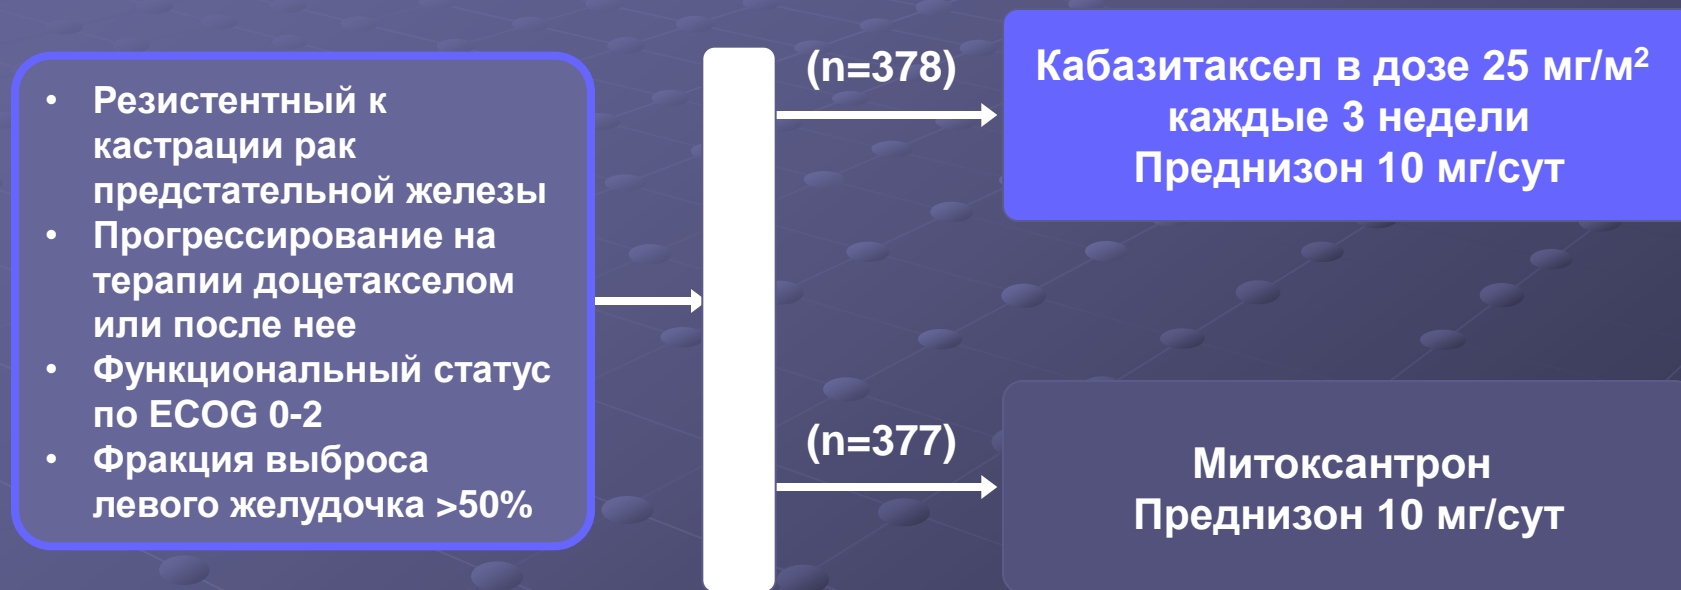 • Резистентный к
кастрации рак
предстательной железы
• Прогрессирование на
терапии доцетакселом
или после нее
• Функциональный статус
по ECOG 0-2
• Фракция выброса
левого желудочка >50%
(n=378)
Кабазитаксел в дозе 25 мг/м²
каждые 3 недели
Преднизон 10 мг/сут
(n=377)
Митоксантрон
Преднизон 10 мг/сут